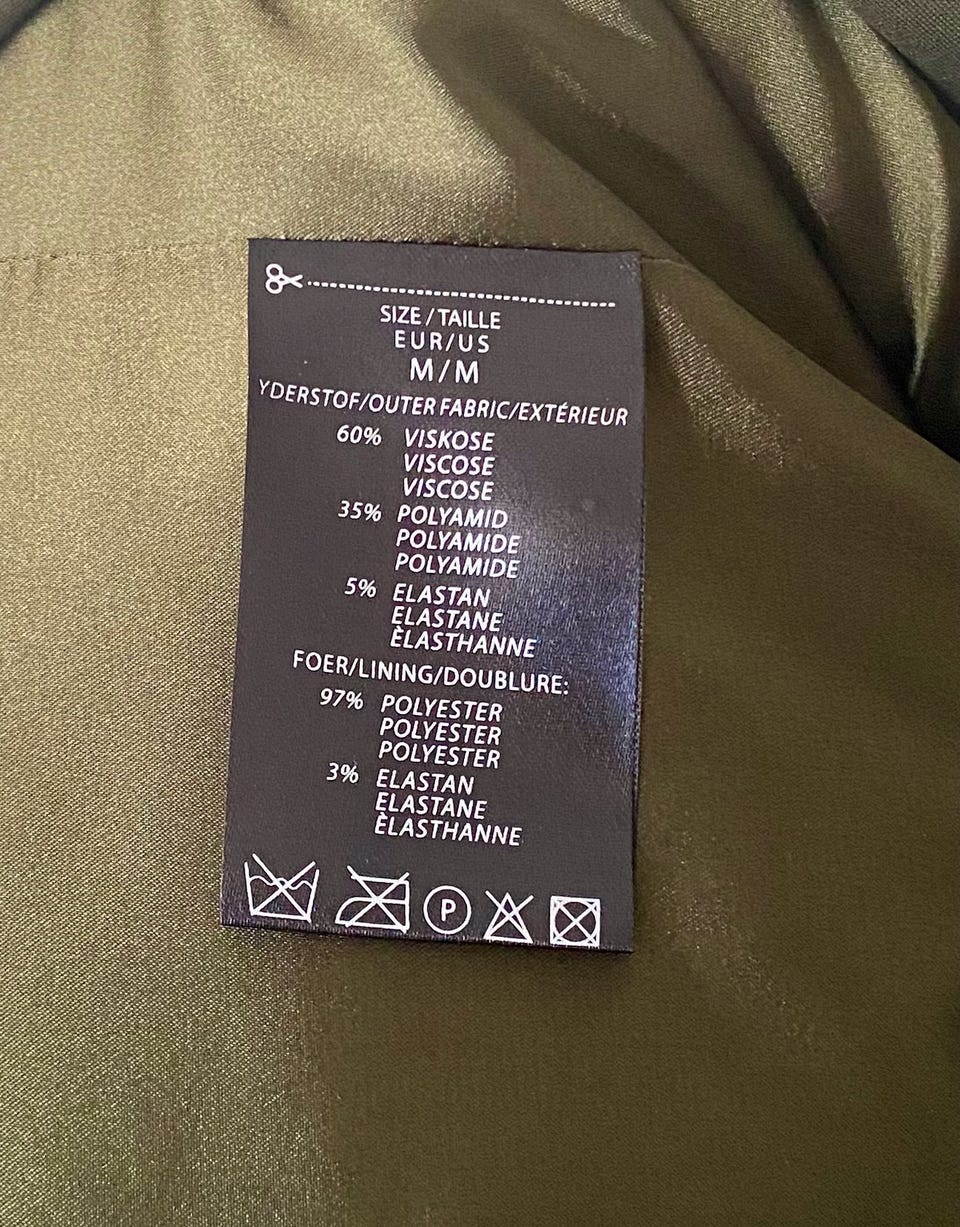 SIZE/TAILLE
EUR/US
M/M
YDERSTOF/OUTER FABRIC/EXTÉRIEUR
60% VISKOSE
VISCOSE
VISCOSE
35% POLYAMID
POLYAMIDE
POLYAMIDE
5% ELASTAN
ELASTANE
ÈLASTHANNE
FOER/LINING/DOUBLURE:
97% POLYESTER
POLYESTER
POLYESTER
3% ELASTAN
ELASTANE
ÈLASTHANNE
P